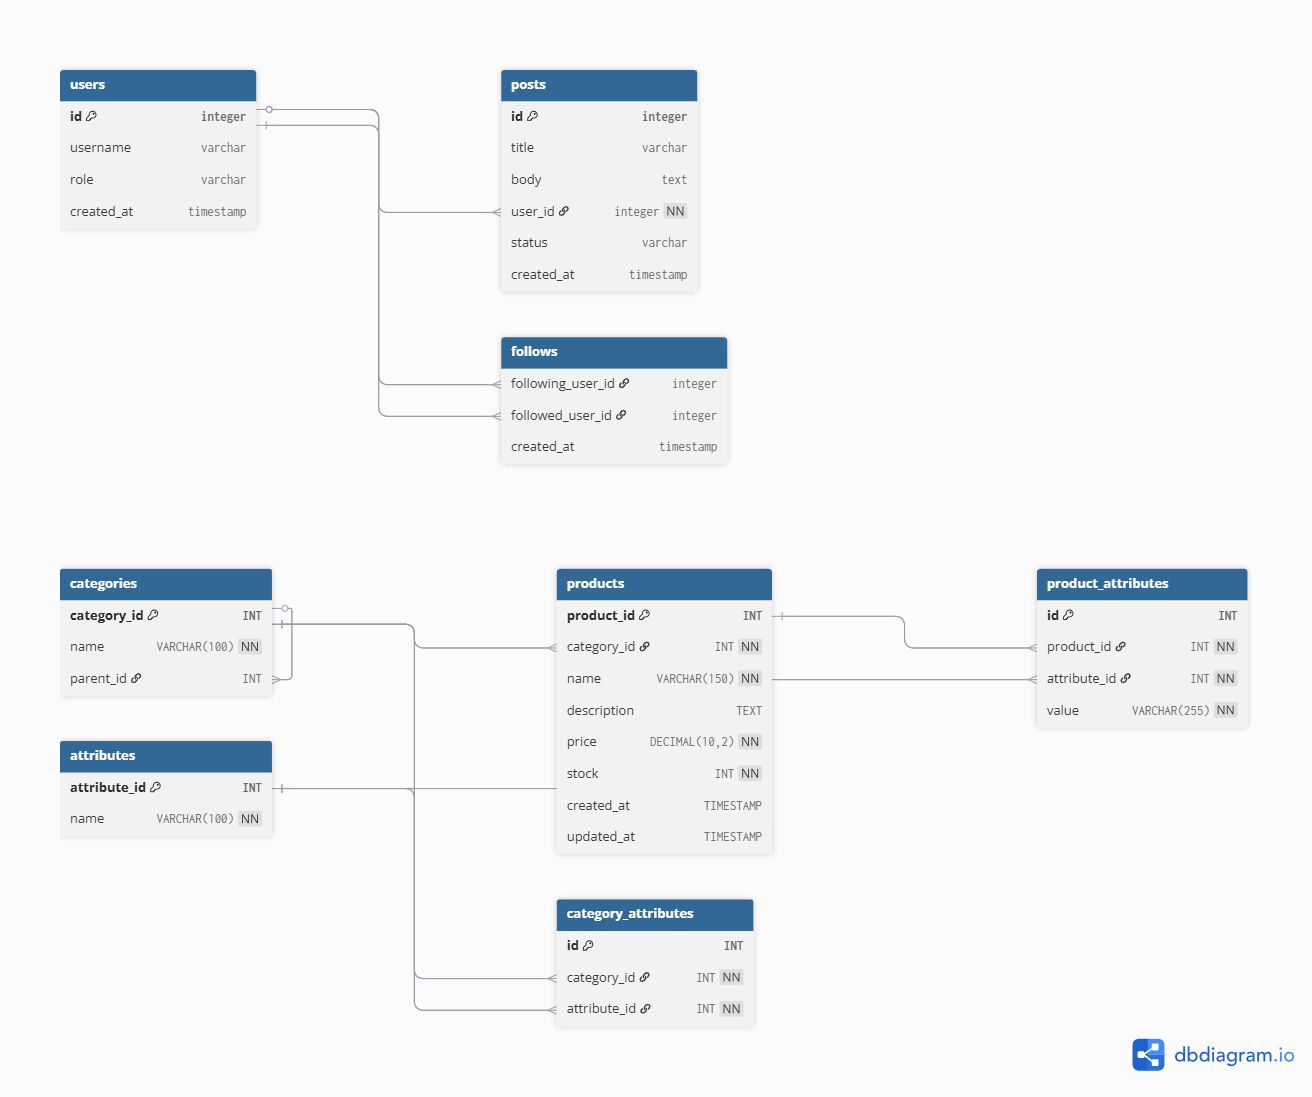 users
id integer
username varchar
role varchar
created_at timestamp
posts
id integer
title varchar
body text
user_id integer NN
status varchar
created_at timestamp
follows
following_user_id integer
followed_user_id integer
created_at timestamp
categories
category_id INT
name VARCHAR(100) NN
parent_id INT
products
product_id INT
category_id INT NN
name VARCHAR(150) NN
description TEXT
price DECIMAL(10,2) NN
stock INT NN
created_at TIMESTAMP
updated_at TIMESTAMP
product_attributes
id INT
product_id INT NN
attribute_id INT NN
value VARCHAR(255) NN
attributes
attribute_id INT
name VARCHAR(100) NN
category_attributes
id INT
category_id INT NN
attribute_id INT NN
dbdiagram.io